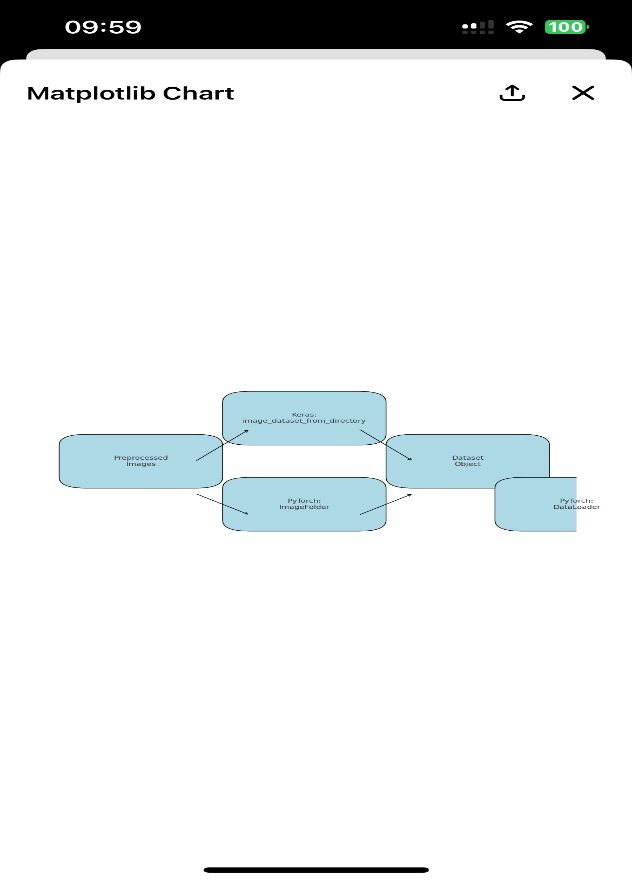 09:59
100
Matplotlib Chart
Keras:
image_dataset_from_directory
Preprocessed
Images
Dataset
Object
PyTorch:
ImageFolder
PyTorch:
DataLoader